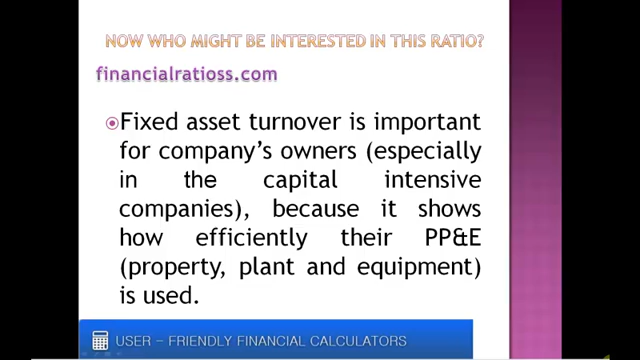 NOW WHO MIGHT BE INTERESTED IN THIS RATIO?
financialratioss.com
Fixed asset turnover is important
for company's owners (especially
in the capital intensive
companies), because it shows
how efficiently their PP&E
(property, plant and equipment)
is used.
USER – FRIENDLY FINANCIAL CALCULATORS